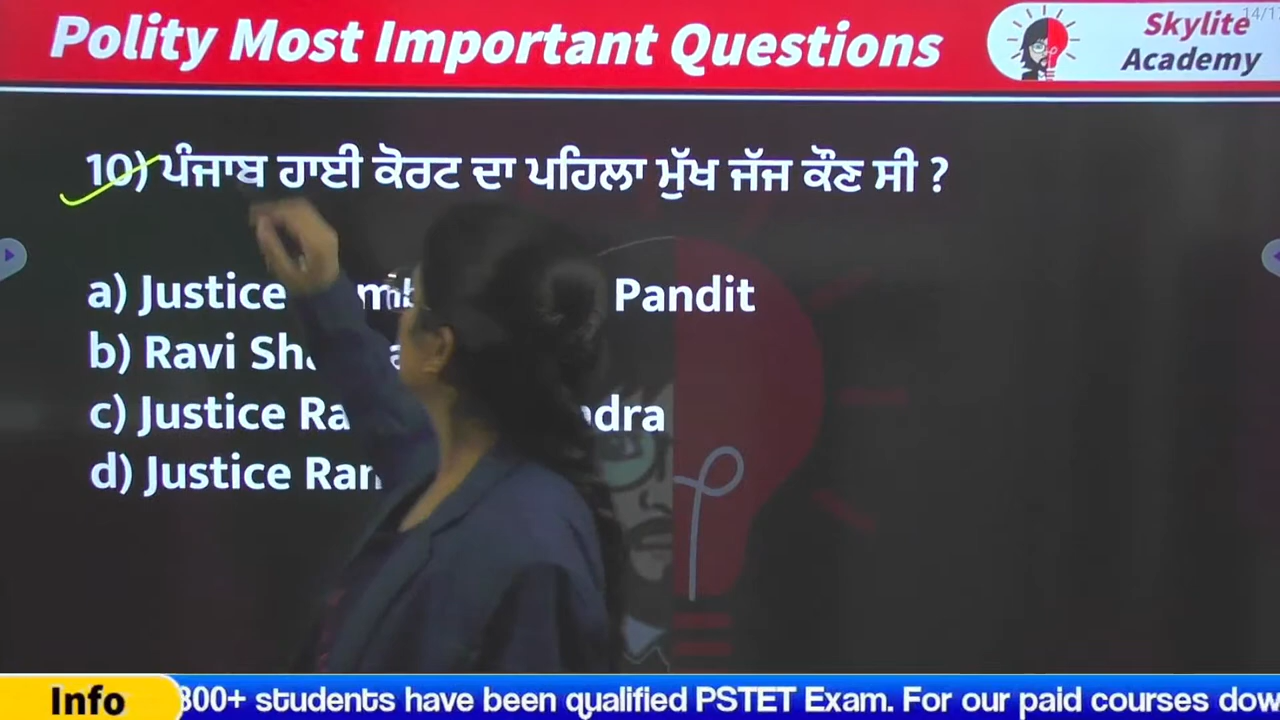 Polity Most Important Questions
Skylite
Academy
10) ਪੰਜਾਬ ਹਾਈ ਕੋਰਟ ਦਾ ਪਹਿਲਾ ਮੁੱਖ ਜੱਜ ਕੌਣ ਸੀ ?
a) Justice Pandit
b) Ravi
c) Justice
d) Justice
Info
800+ students have been qualified PSTET Exam. For our paid courses